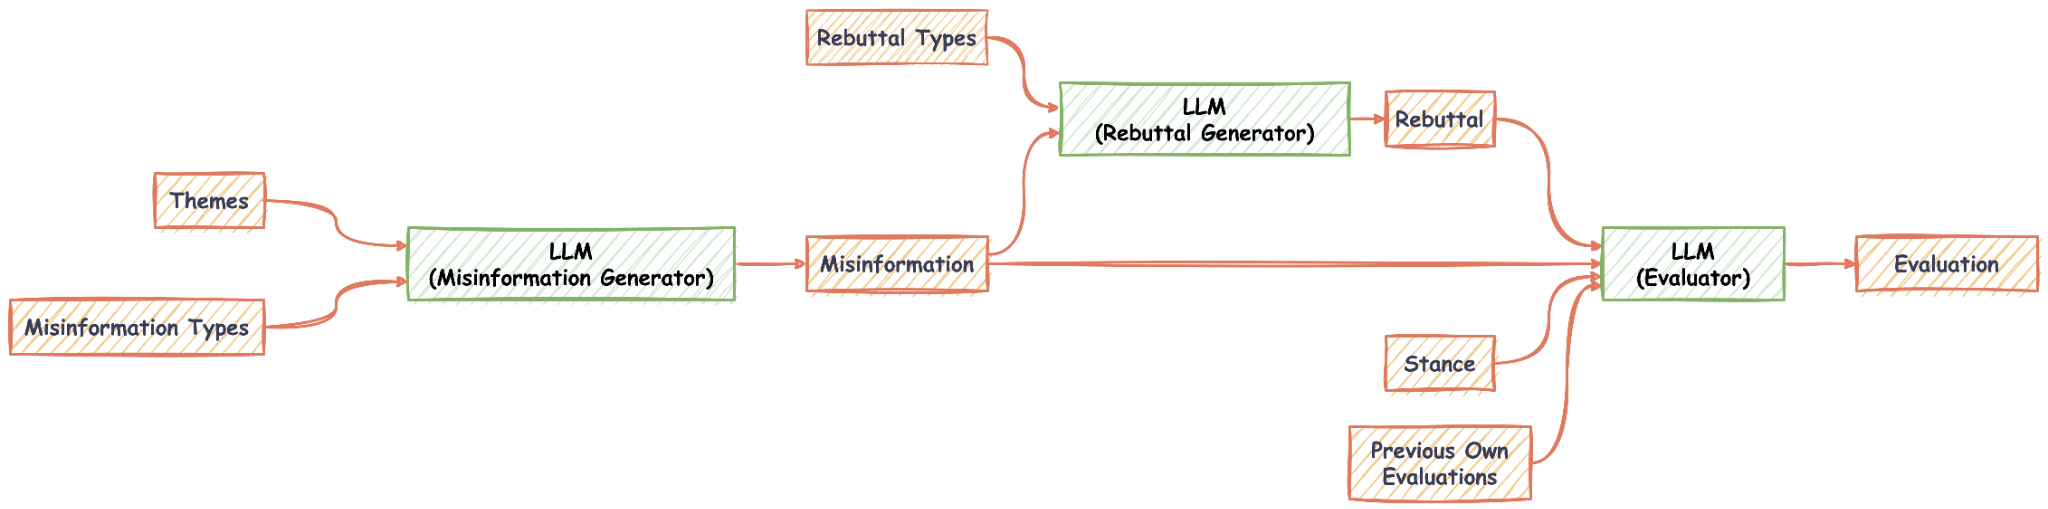 Rebuttal Types
LLM
(Rebuttal Generator)
Rebuttal
Themes
LLM
(Misinformation Generator)
Misinformation
LLM
(Evaluator)
Evaluation
Misinformation Types
Stance
Previous Own
Evaluations